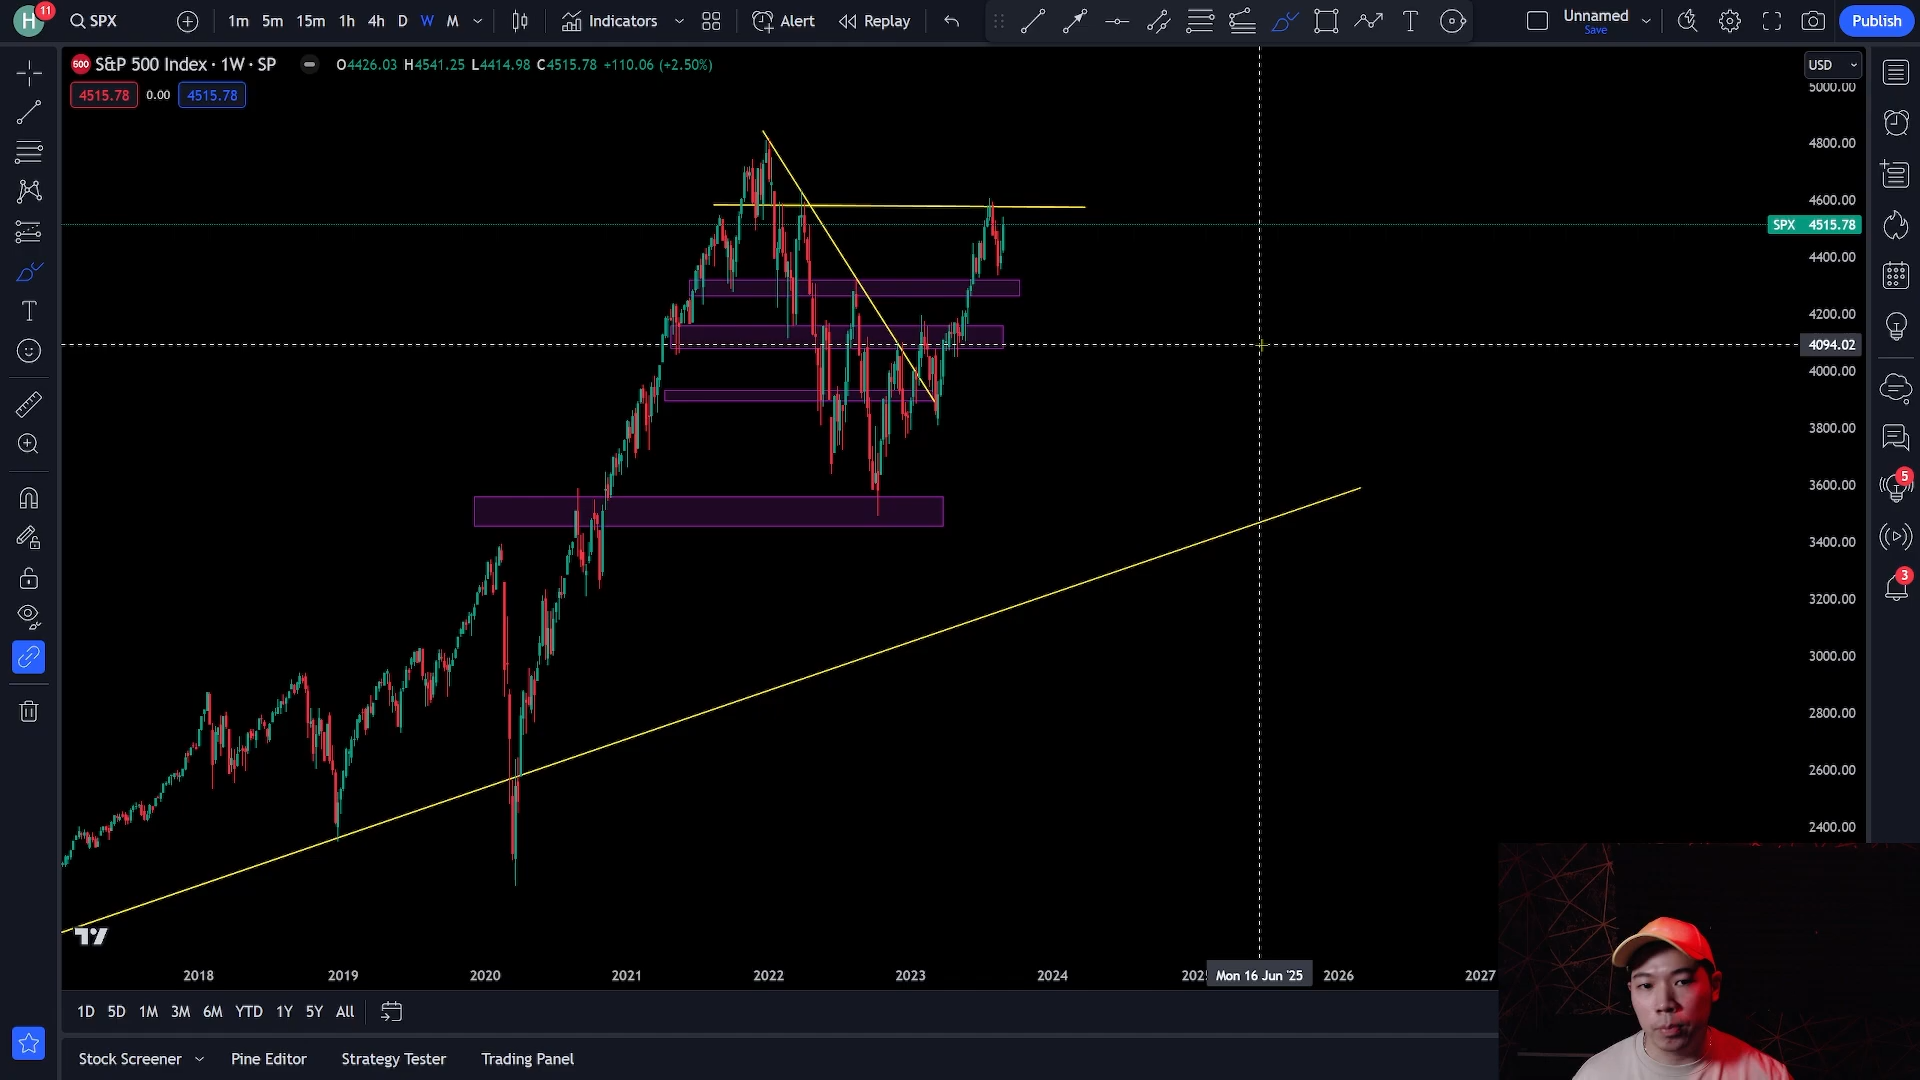 H
11
SPX
1m 5m 15m 1h 4h D W M
Indicators
Alert
Replay
Unnamed
Save
Publish
600
S&P 500 Index · 1W · SP
O4426.03 H4541.25 L4414.98 C4515.78 +110.06 (+2.50%)
4515.78 0.00 4515.78
USD
5000.00
4800.00
4600.00
SPX 4515.78
4400.00
4200.00
4094.02
4000.00
3800.00
3600.00
3400.00
3200.00
3000.00
2800.00
2600.00
2400.00
5
3
2018 2019 2020 2021 2022 2023 2024 202 Mon 16 Jun '25 2026 2027
1D 5D 1M 3M 6M YTD 1Y 5Y All
Stock Screener Pine Editor Strategy Tester Trading Panel